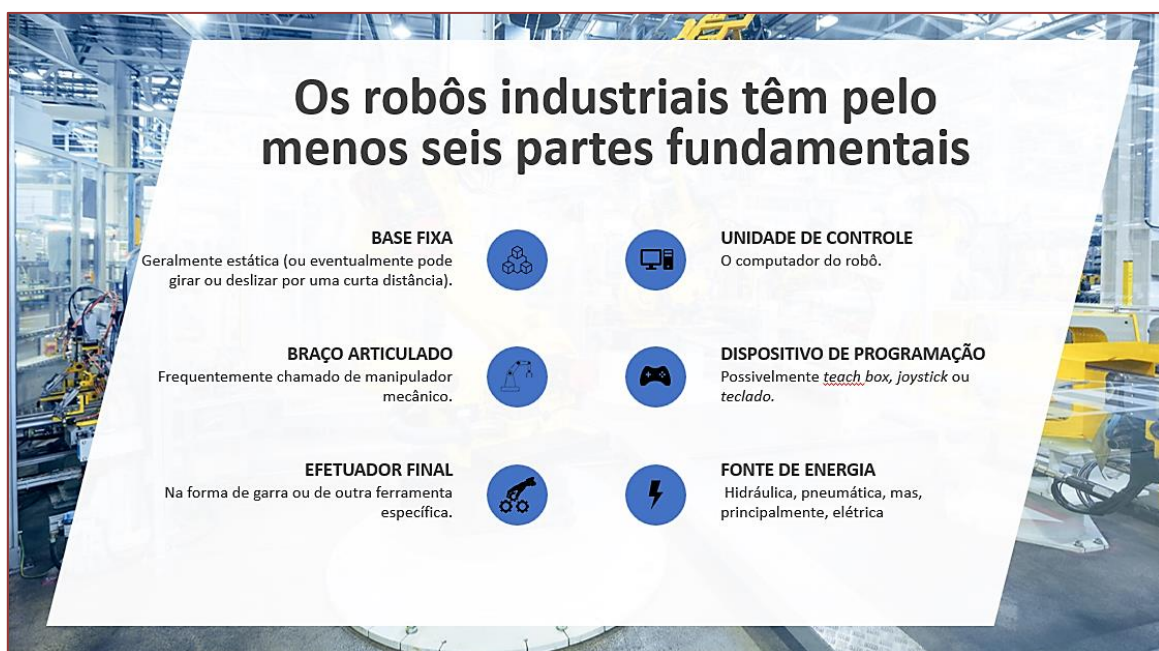 Os robôs industriais têm pelo
menos seis partes fundamentais
BASE FIXA
Geralmente estática (ou eventualmente pode
girar ou deslizar por uma curta distância).
BRAÇO ARTICULADO
Frequentemente chamado de manipulador
mecânico.
EFETUADOR FINAL
Na forma de garra ou de outra ferramenta
específica.
UNIDADE DE CONTROLE
O computador do robô.
DISPOSITIVO DE PROGRAMAÇÃO
Possivelmente teach box, joystick ou
teclado.
FONTE DE ENERGIA
Hidráulica, pneumática, mas,
principalmente, elétrica